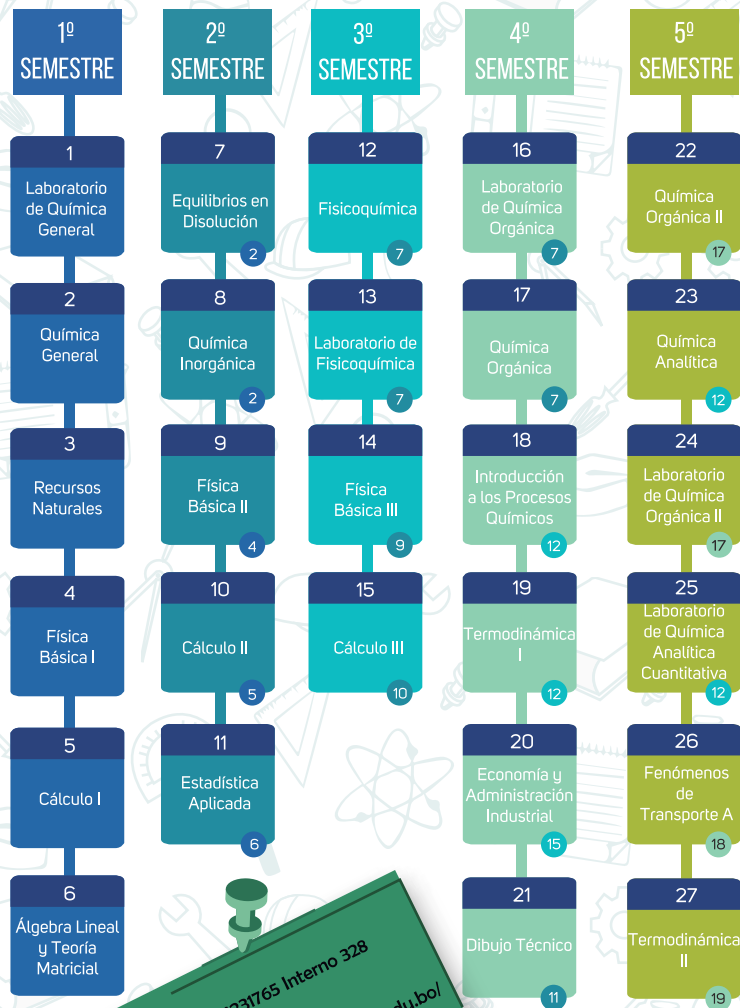 1º
SEMESTRE
1
Laboratorio
de Química
General
2
Química
General
3
Recursos
Naturales
4
Física
Básica I
5
Cálculo I
6
Álgebra Lineal
y Teoría
Matricial
2º
SEMESTRE
7
Equilibrios en
Disolución
2
8
Química
Inorgánica
2
9
Física
Básica II
4
10
Cálculo II
5
11
Estadística
Aplicada
6
3º
SEMESTRE
12
Fisicoquímica
7
13
Laboratorio de
Fisicoquímica
7
14
Física
Básica III
9
15
Cálculo III
10
4º
SEMESTRE
16
Laboratorio
de Química
Orgánica
7
17
Química
Orgánica
7
18
Introducción
a los Procesos
Químicos
12
19
Termodinámica
I
12
20
Economía y
Administración
Industrial
15
21
Dibujo Técnico
11
5º
SEMESTRE
22
Química
Orgánica II
17
23
Química
Analítica
12
24
Laboratorio
de Química
Orgánica II
17
25
Laboratorio
de Química
Analítica
Cuantitativa
12
26
Fenómenos
de
Transporte A
18
27
Termodinámica
II
19
231765 Interno 328
du.bo/